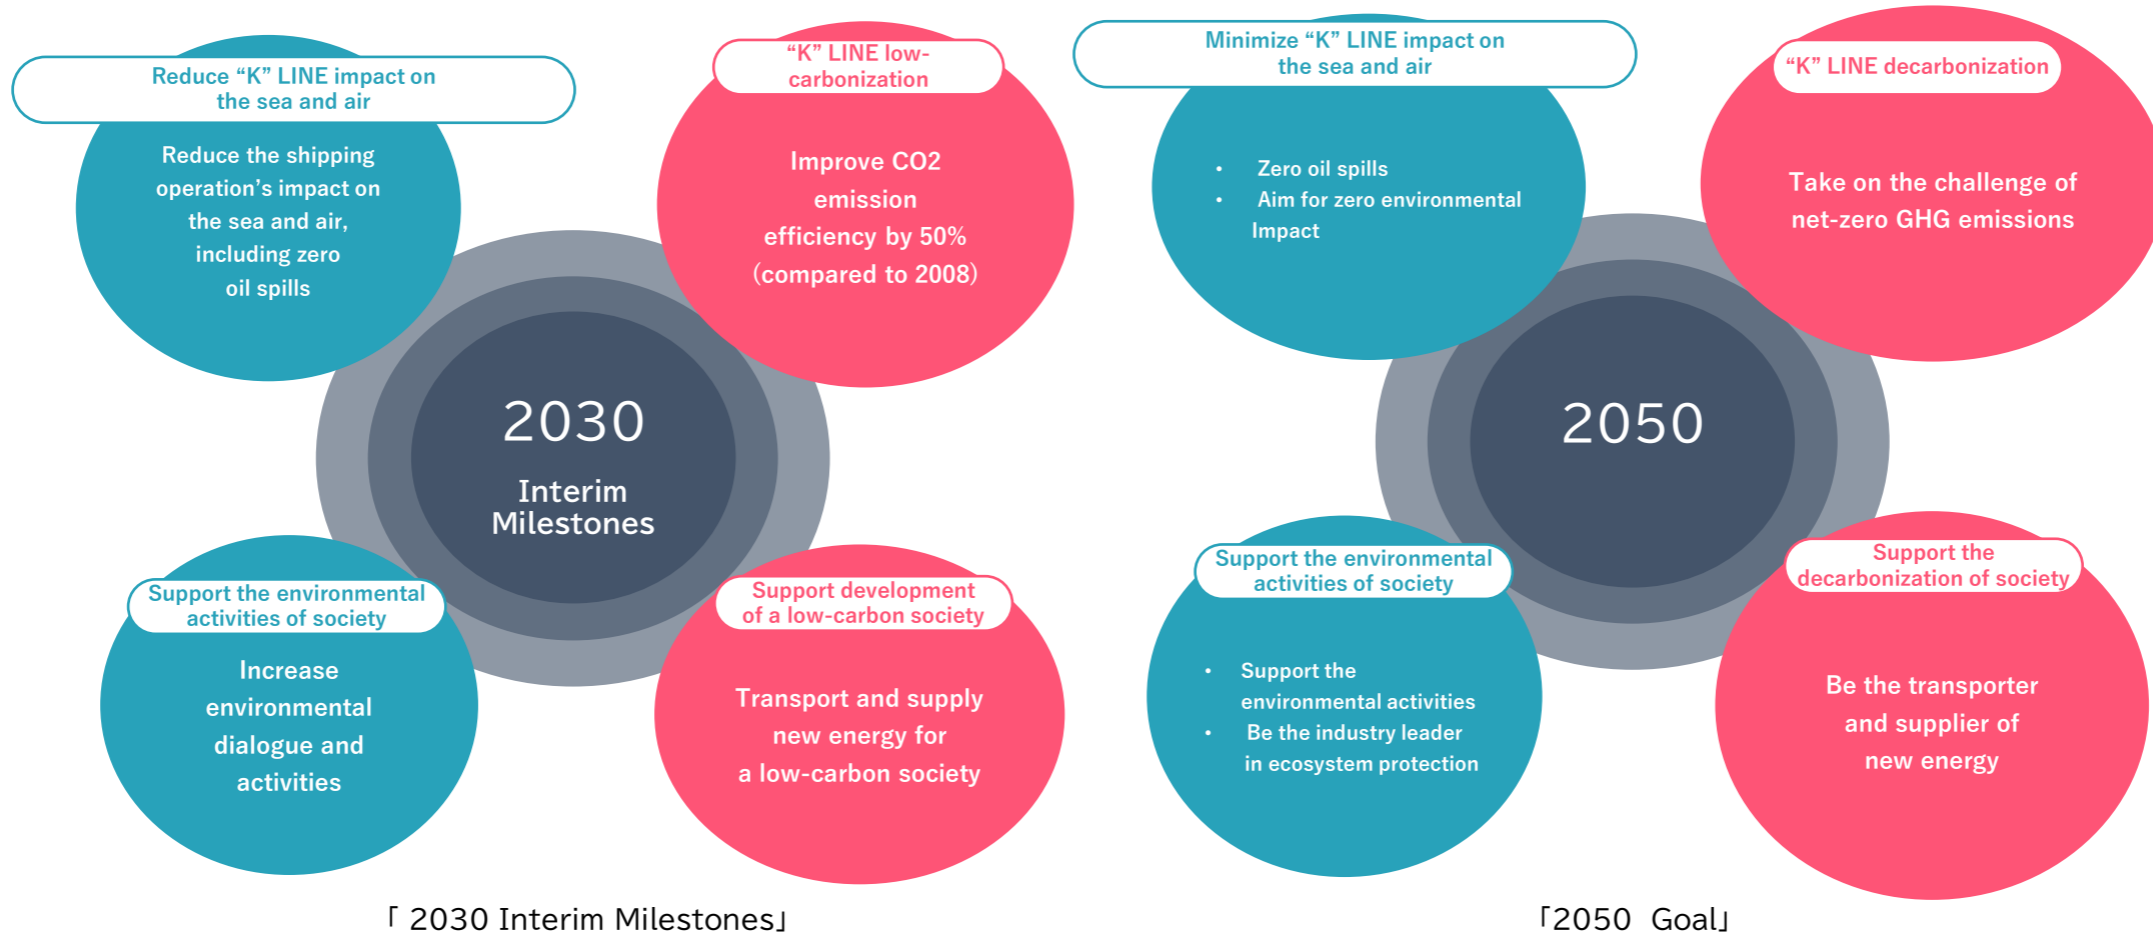 Reduce “K” LINE impact on
the sea and air
Reduce the shipping
operation’s impact on
the sea and air,
including zero
oil spills
“K” LINE low-
carbonization
Improve CO2
emission
efficiency by 50%
(compared to 2008)
2030
Interim
Milestones
Support the environmental
activities of society
Increase
environmental
dialogue and
activities
Support development
of a low-carbon society
Transport and supply
new energy for
a low-carbon society
「 2030 Interim Milestones」
Minimize “K” LINE impact on
the sea and air
• Zero oil spills
• Aim for zero environmental
Impact
“K” LINE decarbonization
Take on the challenge of
net-zero GHG emissions
2050
Support the environmental
activities of society
• Support the
environmental activities
• Be the industry leader
in ecosystem protection
Support the
decarbonization of society
Be the transporter
and supplier of
new energy
「2050 Goal」